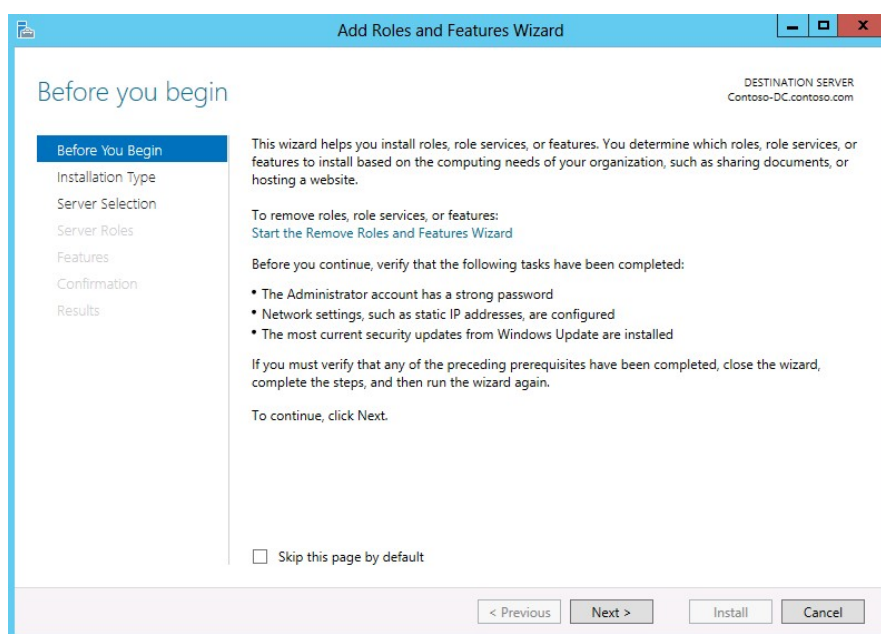 Add Roles and Features Wizard
Before you begin
DESTINATION SERVER
Contoso-DC.contoso.com
Before You Begin
Installation Type
Server Selection
Server Roles
Features
Confirmation
Results
This wizard helps you install roles, role services, or features. You determine which roles, role services, or
features to install based on the computing needs of your organization, such as sharing documents, or
hosting a website.
To remove roles, role services, or features:
Start the Remove Roles and Features Wizard
Before you continue, verify that the following tasks have been completed:
• The Administrator account has a strong password
• Network settings, such as static IP addresses, are configured
• The most current security updates from Windows Update are installed
If you must verify that any of the preceding prerequisites have been completed, close the wizard,
complete the steps, and then run the wizard again.
To continue, click Next.
Skip this page by default
< Previous
Next >
Install
Cancel